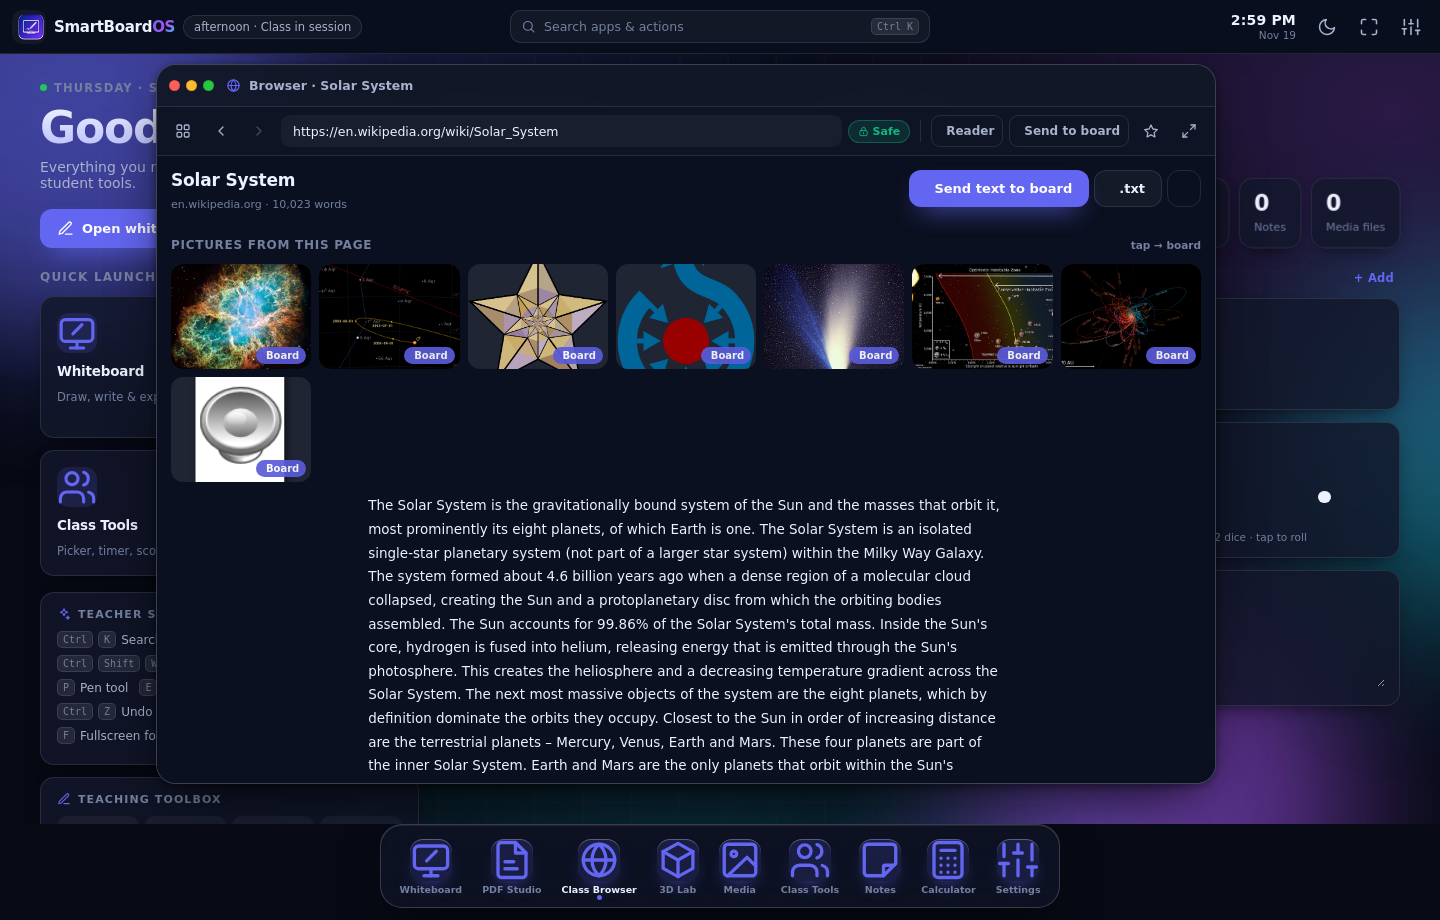 SmartBoardOS
afternoon · Class in session
Search apps & actions
Ctrl K
2:59 PM
Nov 19
THURSDAY · S
Good
Everything you
student tools.
Open whit
QUICK LAUNCH
Whiteboard
Draw, write & exp
Class Tools
Picker, timer, sco
TEACHER S
Ctrl K Searc
Ctrl Shift W
P Pen tool E
Ctrl Z Undo
F Fullscreen fo
TEACHING TOOLBOX
Browser · Solar System
https://en.wikipedia.org/wiki/Solar_System
Safe
Reader
Send to board
Solar System
en.wikipedia.org · 10,023 words
Send text to board
.txt
PICTURES FROM THIS PAGE
tap → board
Board
Board
Board
Board
Board
Board
Board
Board
The Solar System is the gravitationally bound system of the Sun and the masses that orbit it,
most prominently its eight planets, of which Earth is one. The Solar System is an isolated
single-star planetary system (not part of a larger star system) within the Milky Way Galaxy.
The system formed about 4.6 billion years ago when a dense region of a molecular cloud
collapsed, creating the Sun and a protoplanetary disc from which the orbiting bodies
assembled. The Sun accounts for 99.86% of the Solar System's total mass. Inside the Sun's
core, hydrogen is fused into helium, releasing energy that is emitted through the Sun's
photosphere. This creates the heliosphere and a decreasing temperature gradient across the
Solar System. The next most massive objects of the system are the eight planets, which by
definition dominate the orbits they occupy. Closest to the Sun in order of increasing distance
are the terrestrial planets – Mercury, Venus, Earth and Mars. These four planets are part of
the inner Solar System. Earth and Mars are the only planets that orbit within the Sun's
0
Notes
0
Media files
+ Add
2 dice · tap to roll
Whiteboard
PDF Studio
Class Browser
3D Lab
Media
Class Tools
Notes
Calculator
Settings